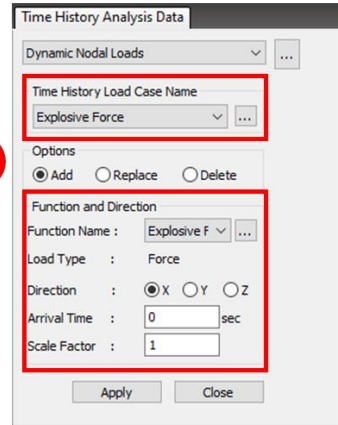 Time History Analysis Data
Dynamic Nodal Loads ...
Time History Load Case Name
Explosive Force ...
Options
Add Replace Delete
Function and Direction
Function Name : Explosive F ...
Load Type : Force
Direction : X Y Z
Arrival Time : 0 sec
Scale Factor : 1
Apply Close